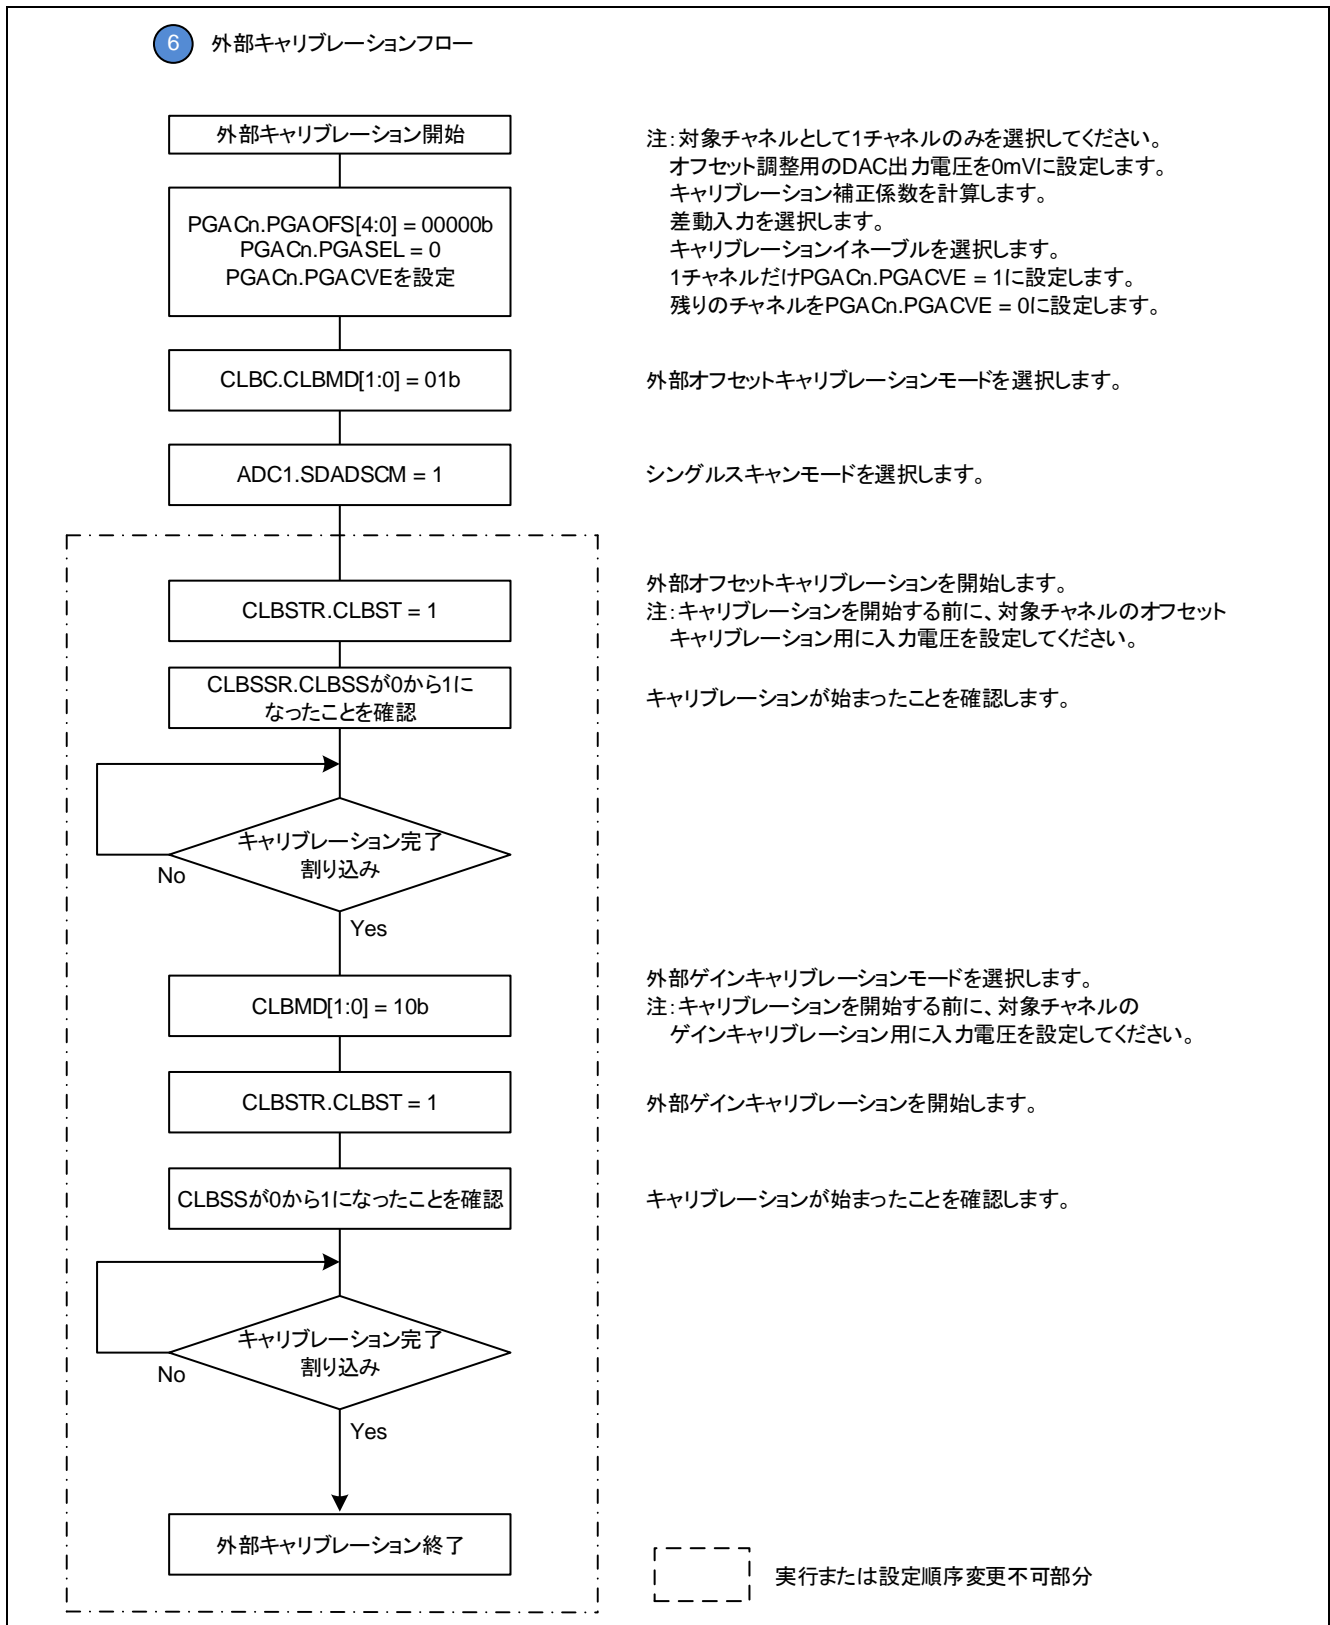 6 外部キャリブレーションフロー
外部キャリブレーション開始
注：対象チャネルとして1チャネルのみを選択してください。
オフセット調整用のDAC出力電圧を0mVに設定します。
キャリブレーション補正係数を計算します。
差動入力を選択します。
キャリブレーションイネーブルを選択します。
1チャネルだけPGACn.PGACVE = 1に設定します。
残りのチャネルをPGACn.PGACVE = 0に設定します。
PGACn.PGAOFS[4:0] = 00000b
PGACn.PGASEL = 0
PGACn.PGACVEを設定
CLBC.CLBMD[1:0] = 01b
外部オフセットキャリブレーションモードを選択します。
ADC1.SDADSCM = 1
シングルスキャンモードを選択します。
CLBSTR.CLBST = 1
外部オフセットキャリブレーションを開始します。
注：キャリブレーションを開始する前に、対象チャネルのオフセット
キャリブレーション用に入力電圧を設定してください。
CLBSSR.CLBSSが0から1に
なったことを確認
キャリブレーションが始まったことを確認します。
キャリブレーション完了
割り込み
No
Yes
CLBMD[1:0] = 10b
外部ゲインキャリブレーションモードを選択します。
注：キャリブレーションを開始する前に、対象チャネルの
ゲインキャリブレーション用に入力電圧を設定してください。
CLBSTR.CLBST = 1
外部ゲインキャリブレーションを開始します。
CLBSSが0から1になったことを確認
キャリブレーションが始まったことを確認します。
キャリブレーション完了
割り込み
No
Yes
外部キャリブレーション終了
実行または設定順序変更不可部分